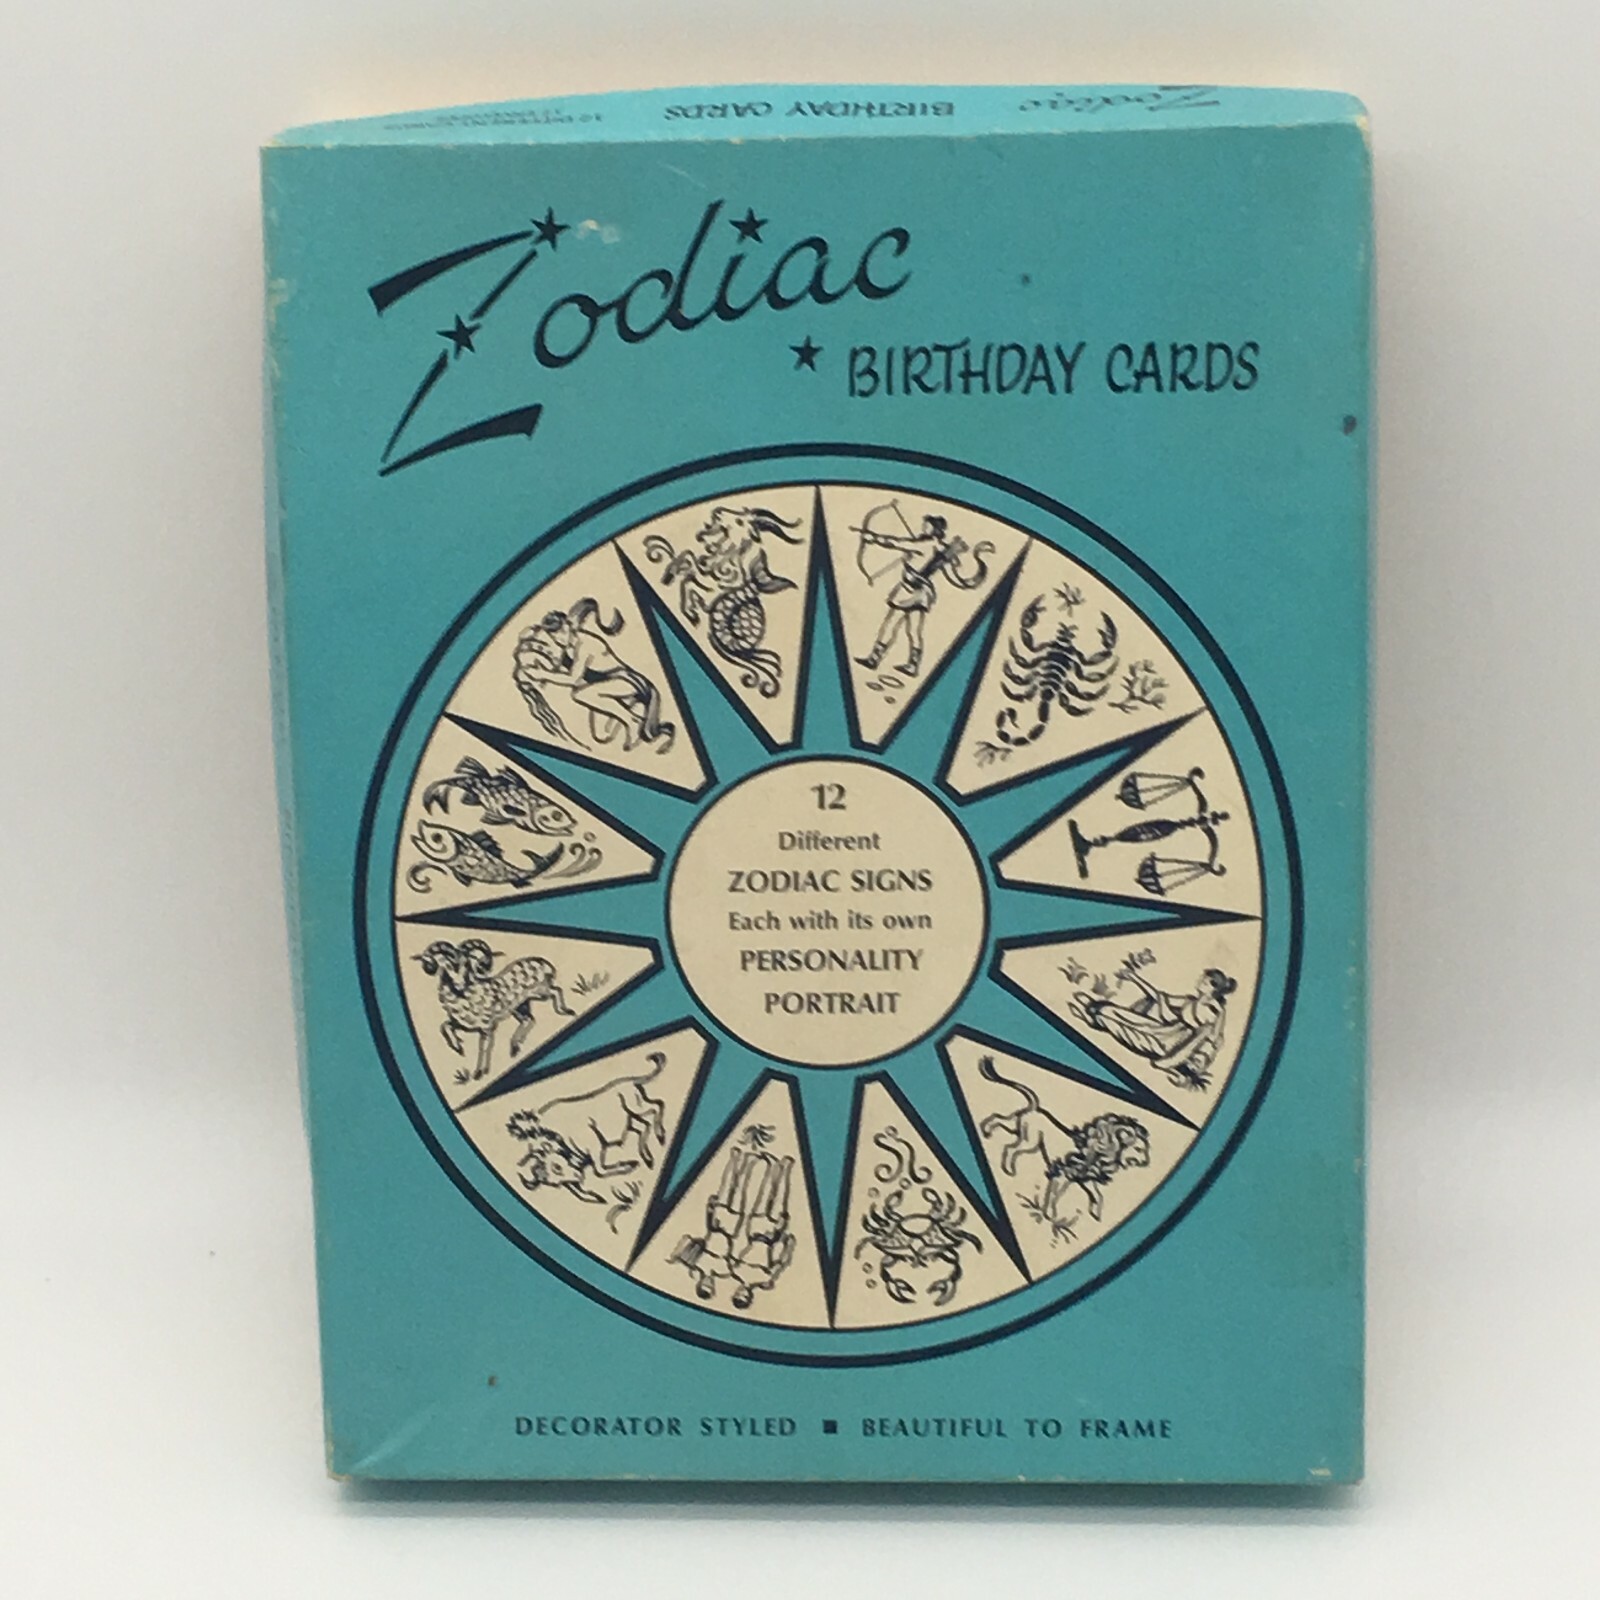 Zodiac BIRTHDAY CARDS
Zodiac
BIRTHDAY CARDS
12
Different
ZODIAC SIGNS
Each with its own
PERSONALITY
PORTRAIT
DECORATOR STYLED ▪ BEAUTIFUL TO FRAME